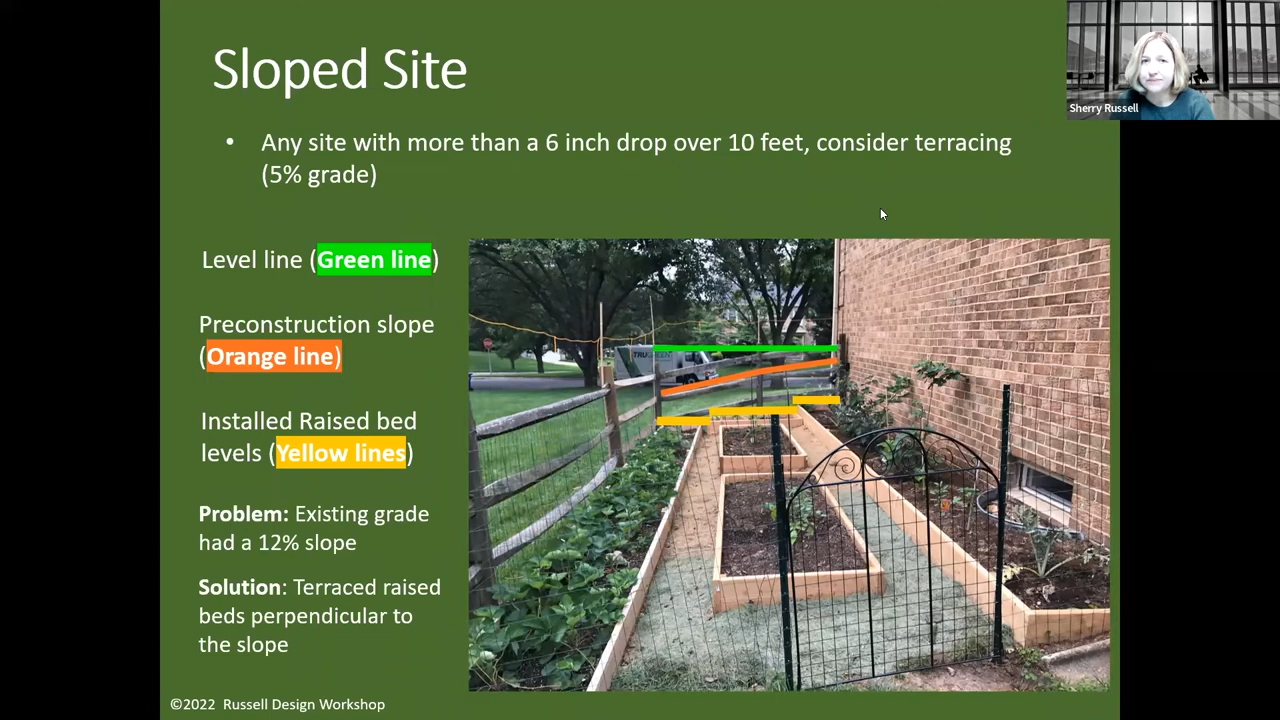 Sloped Site
Sherry Russell
• Any site with more than a 6 inch drop over 10 feet, consider terracing
(5% grade)
Level line (Green line)
Preconstruction slope
(Orange line)
Installed Raised bed
levels (Yellow lines)
Problem: Existing grade
had a 12% slope
Solution: Terraced raised
beds perpendicular to
the slope
©2022 Russell Design Workshop